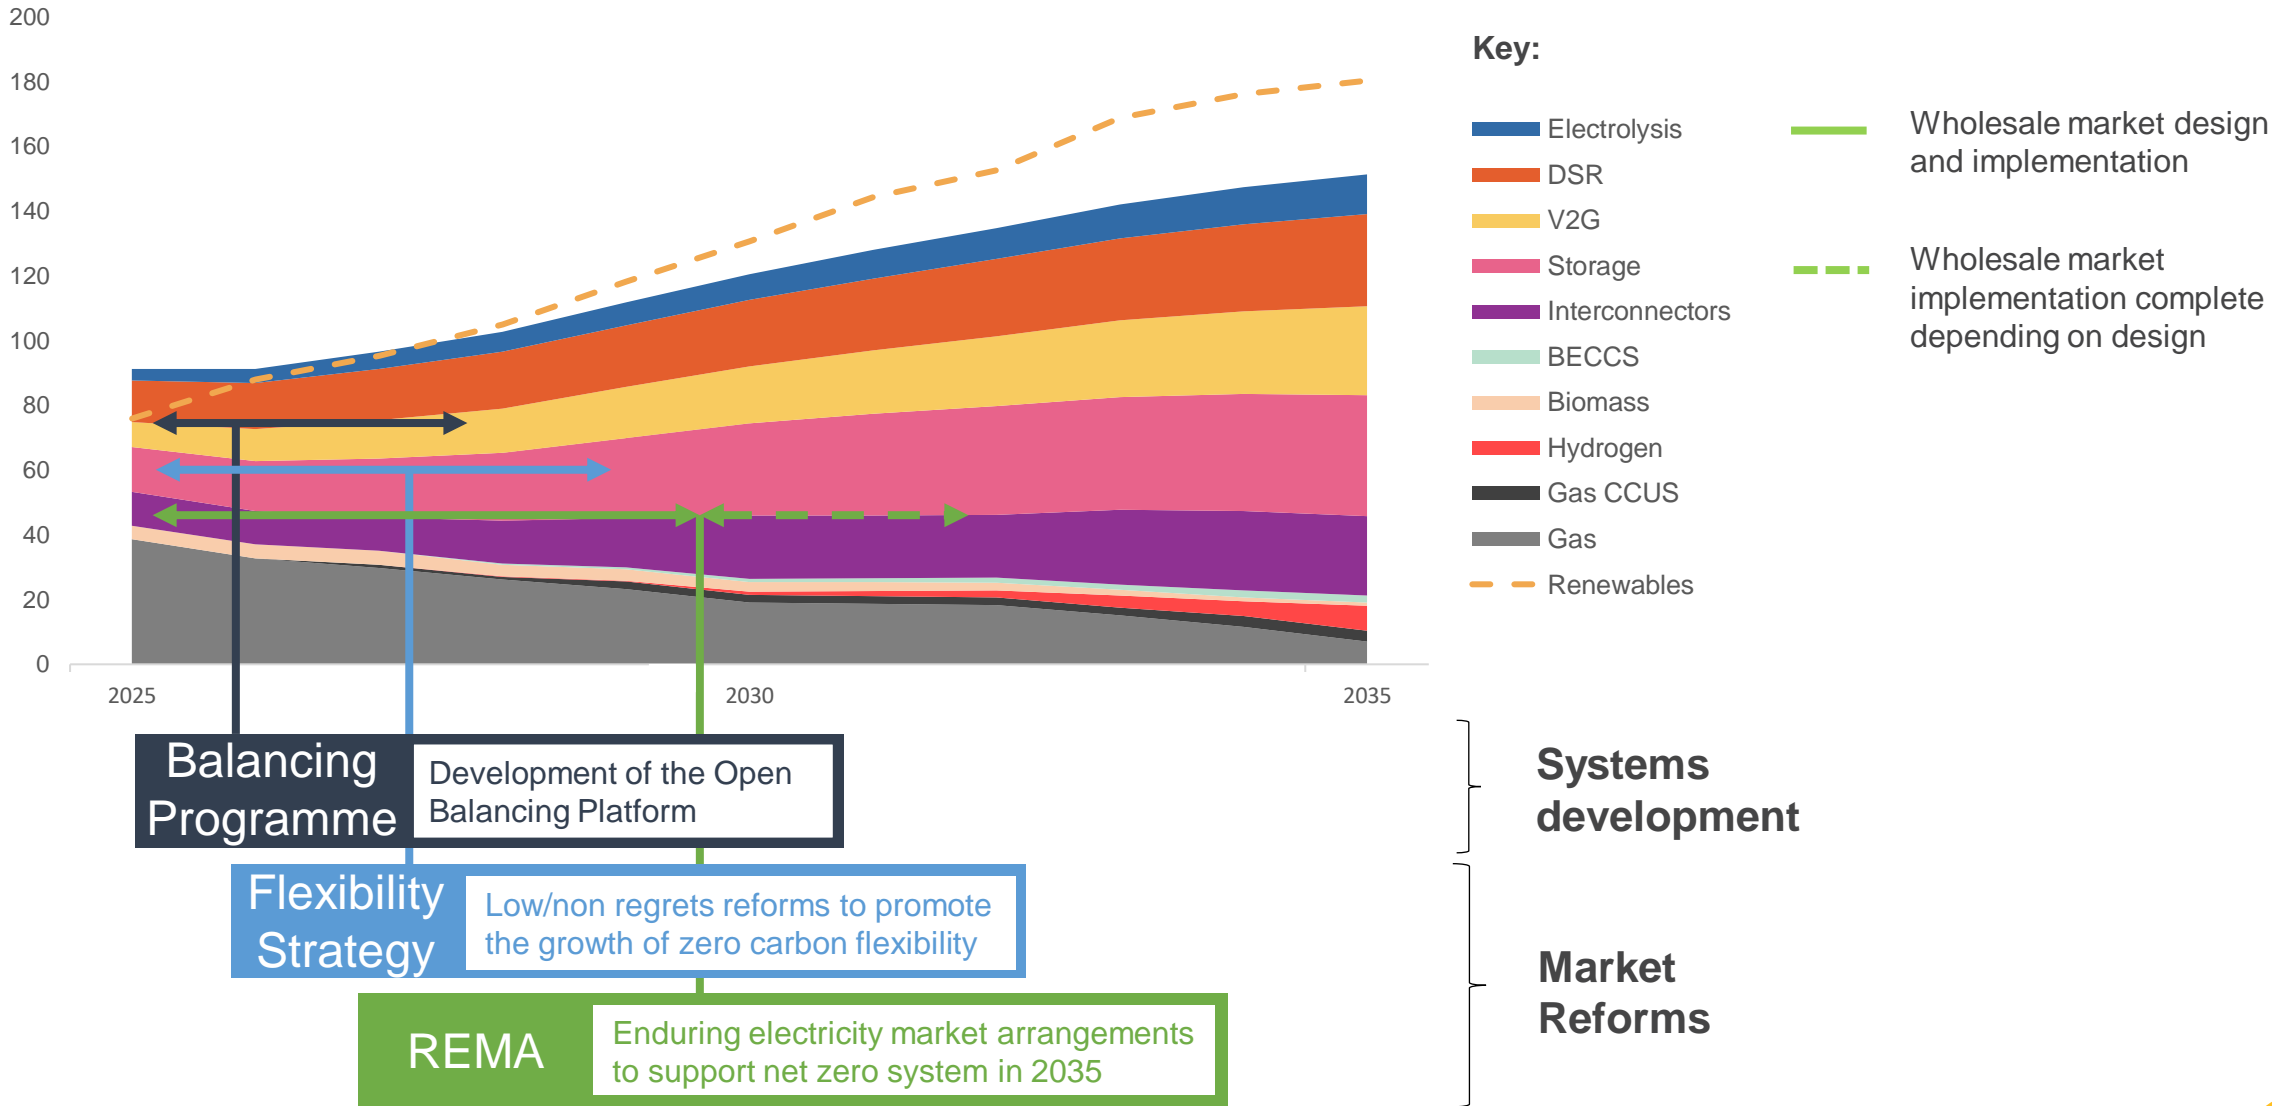 200
180
160
140
120
100
80
60
40
20
0
2025
2030
2035
Key:
Electrolysis
DSR
V2G
Storage
Interconnectors
BECCS
Biomass
Hydrogen
Gas CCUS
Gas
Renewables
Wholesale market design
and implementation
Wholesale market
implementation complete
depending on design
Balancing
Programme
Development of the Open
Balancing Platform
Flexibility
Strategy
Low/non regrets reforms to promote
the growth of zero carbon flexibility
REMA
Enduring electricity market arrangements
to support net zero system in 2035
Systems
development
Market
Reforms